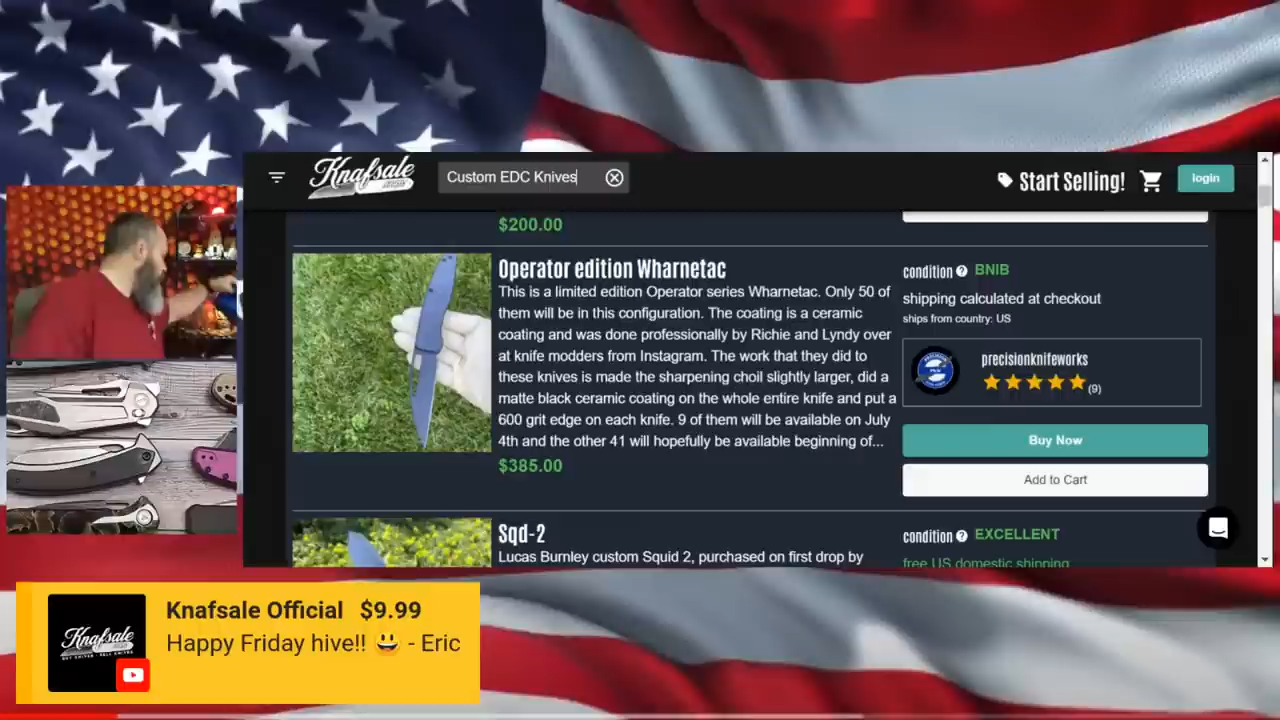 Knafsale
Custom EDC Knives
Start Selling!
login
$200.00
Operator edition Wharnetac
This is a limited edition Operator series Wharnetac. Only 50 of
them will be in this configuration. The coating is a ceramic
coating and was done professionally by Richie and Lyndy over
at knife modders from Instagram. The work that they did to
these knives is made the sharpening choil slightly larger, did a
matte black ceramic coating on the whole entire knife and put a
600 grit edge on each knife. 9 of them will be available on July
4th and the other 41 will hopefully be available beginning of...
$385.00
condition ? BNIB
shipping calculated at checkout
ships from country: US
precisionknifeworks
(9)
Buy Now
Add to Cart
Sqd-2
Lucas Burnley custom Squid 2, purchased on first drop by
condition ? EXCELLENT
free US domestic shipping
Knafsale
Knafsale Official $9.99
Happy Friday hive!! 😃 - Eric